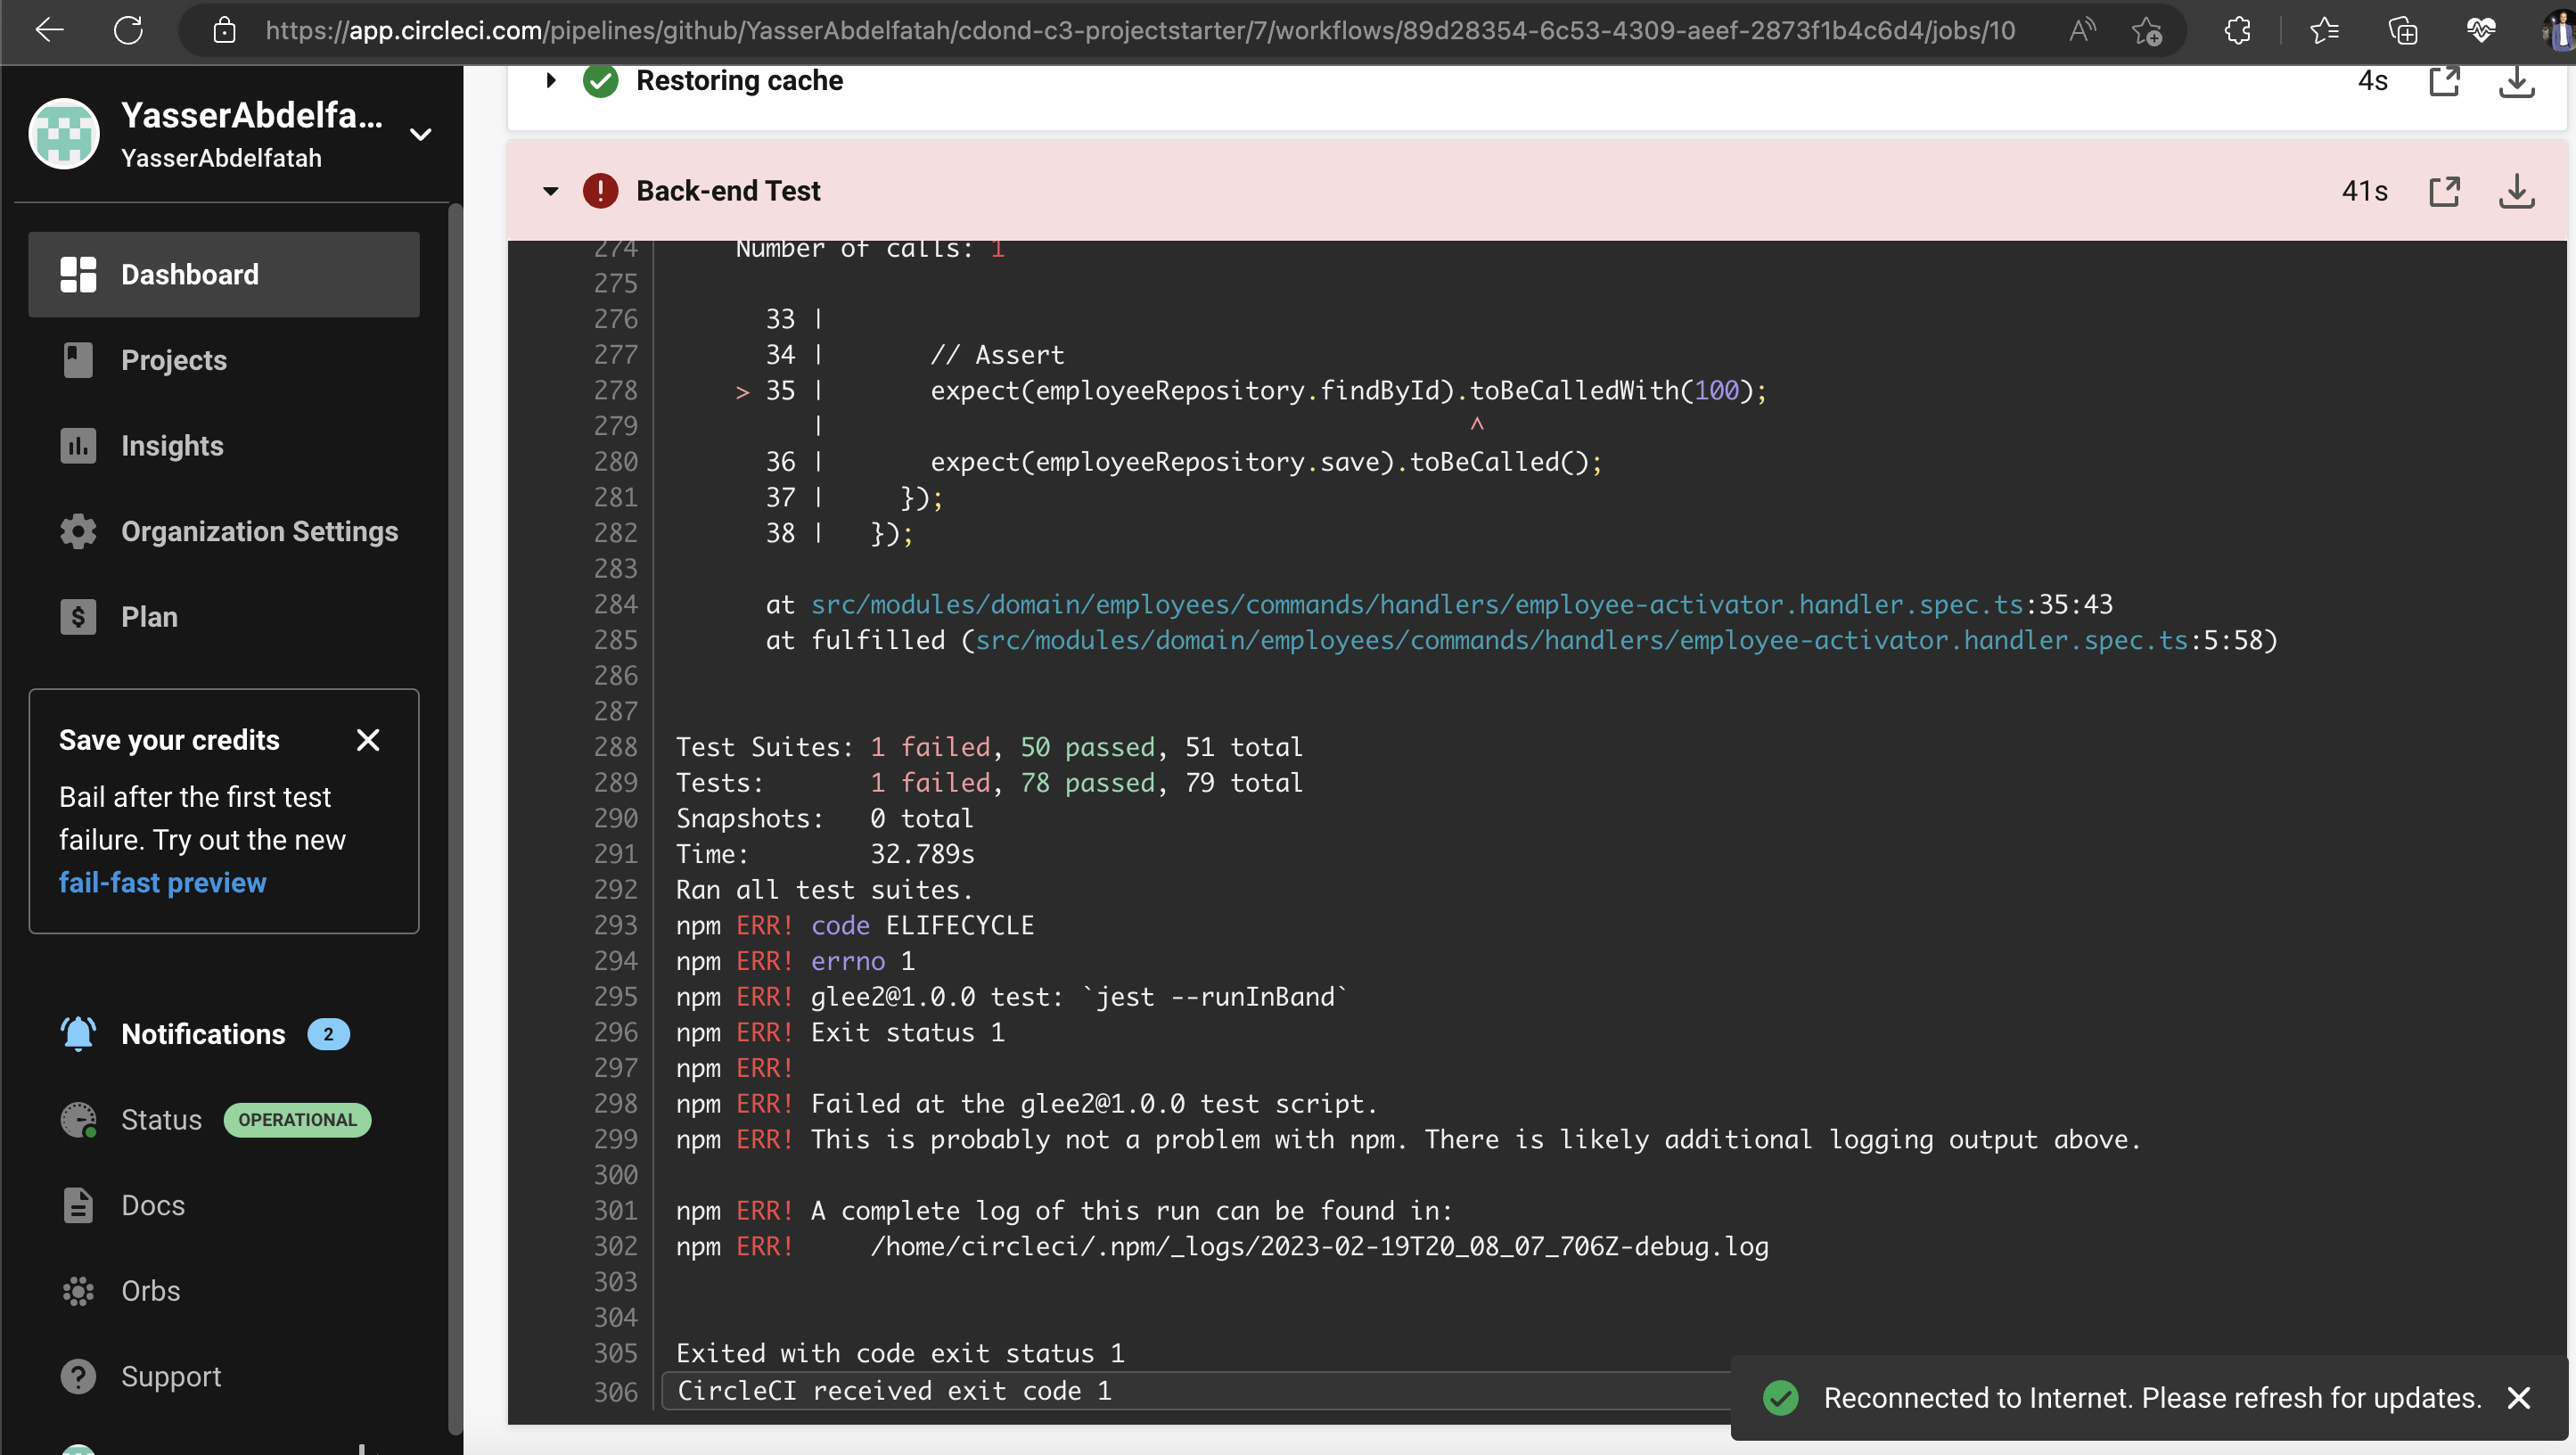 https://app.circleci.com/pipelines/github/YasserAbdelfatah/cdond-c3-projectstarter/7/workflows/89d28354-6c53-4309-aeef-2873f1b4c6d4/jobs/10
YasserAbdelfa...
YasserAbdelfatah
Dashboard
Projects
Insights
Organization Settings
Plan
Save your credits
Bail after the first test
failure. Try out the new
fail-fast preview
Notifications 2
Status OPERATIONAL
Docs
Orbs
Support
Restoring cache 4s
Back-end Test 41s
274 Number of calls: 1
275
276 33 |
277 34 | // Assert
278 > 35 | expect(employeeRepository.findById).toBeCalledWith(100);
279 | ^
280 36 | expect(employeeRepository.save).toBeCalled();
281 37 | });
282 38 | });
283
284 at src/modules/domain/employees/commands/handlers/employee-activator.handler.spec.ts:35:43
285 at fulfilled (src/modules/domain/employees/commands/handlers/employee-activator.handler.spec.ts:5:58)
286
287
288 Test Suites: 1 failed, 50 passed, 51 total
289 Tests: 1 failed, 78 passed, 79 total
290 Snapshots: 0 total
291 Time: 32.789s
292 Ran all test suites.
293 npm ERR! code ELIFECYCLE
294 npm ERR! errno 1
295 npm ERR! glee2@1.0.0 test: `jest --runInBand`
296 npm ERR! Exit status 1
297 npm ERR!
298 npm ERR! Failed at the glee2@1.0.0 test script.
299 npm ERR! This is probably not a problem with npm. There is likely additional logging output above.
300
301 npm ERR! A complete log of this run can be found in:
302 npm ERR! /home/circleci/.npm/_logs/2023-02-19T20_08_07_706Z-debug.log
303
304
305 Exited with code exit status 1
306 CircleCI received exit code 1
Reconnected to Internet. Please refresh for updates.